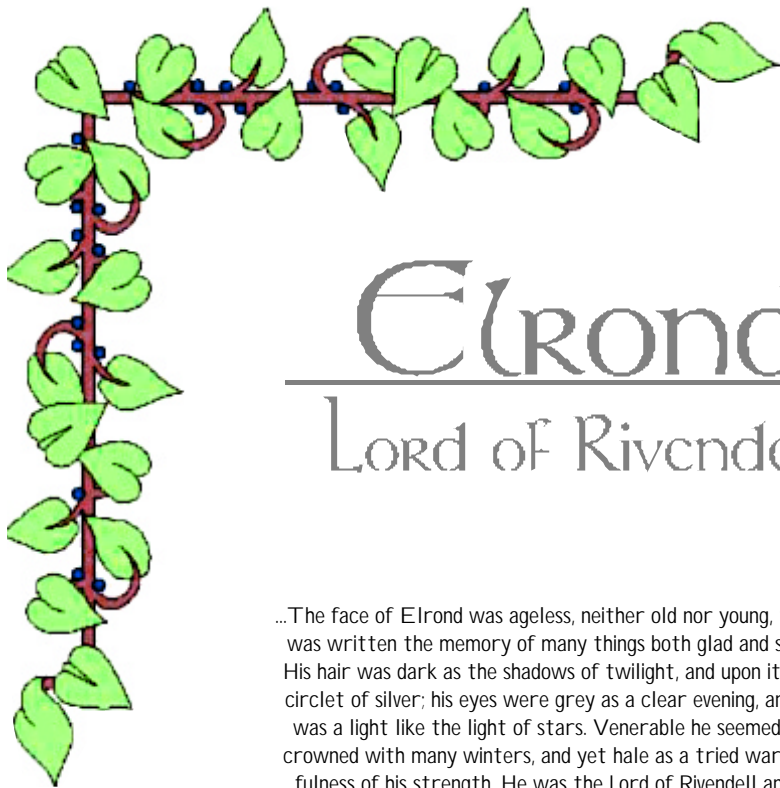 Elrond
Lord of Rivende
...The face of Elrond was ageless, neither old nor young,
was written the memory of many things both glad and s
His hair was dark as the shadows of twilight, and upon it
circlet of silver; his eyes were grey as a clear evening, an
was a light like the light of stars. Venerable he seemed
crowned with many winters, and yet hale as a tried war
fulness of his strength. He was the Lord of Rivendell an